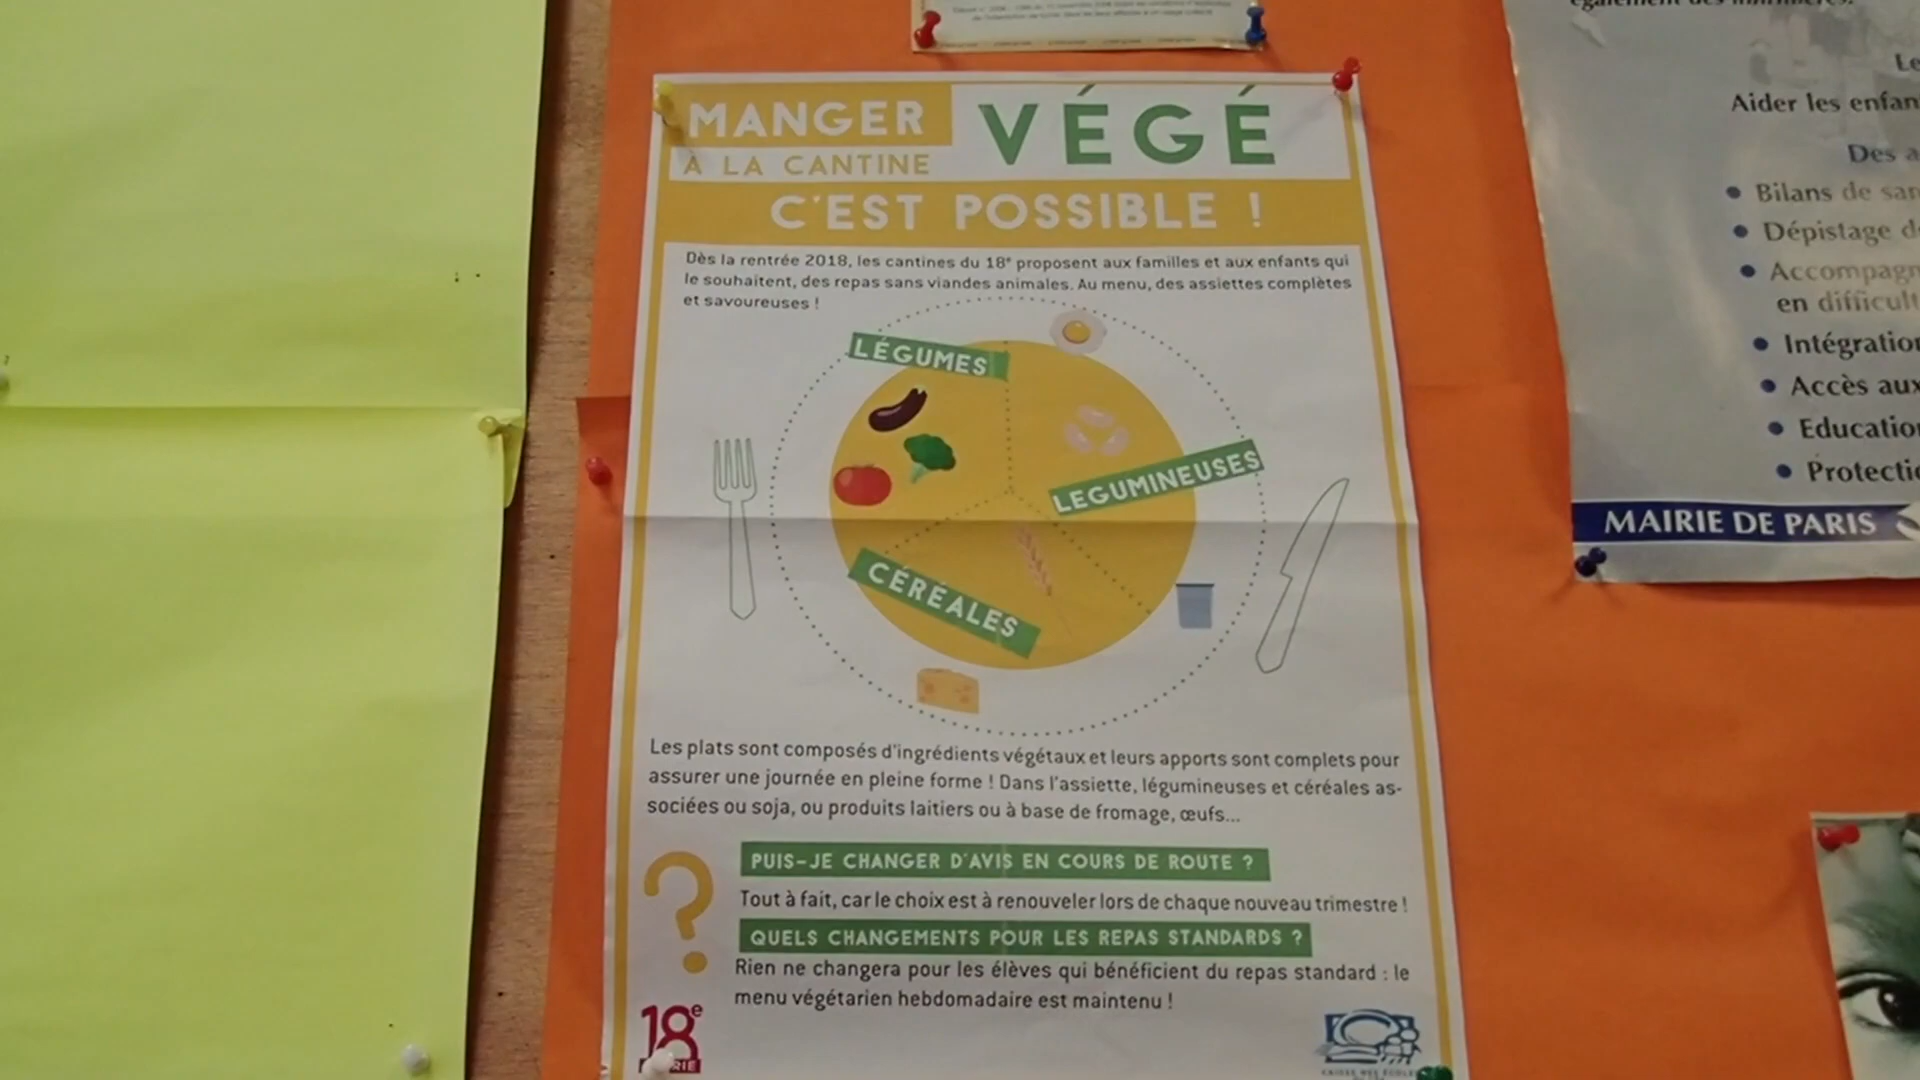 MANGER
À LA CANTINE
VÉGÉ
C'EST POSSIBLE !
Dès la rentrée 2018, les cantines du 18e proposent aux familles et aux enfants qui
le souhaitent, des repas sans viandes animales. Au menu, des assiettes complètes
et savoureuses !
LÉGUMES
LEGUMINEUSES
CÉRÉALES
Les plats sont composés d'ingrédients végétaux et leurs apports sont complets pour
assurer une journée en pleine forme ! Dans l'assiette, légumineuses et céréales as-
sociées ou soja, ou produits laitiers ou à base de fromage, œufs...
PUIS-JE CHANGER D'AVIS EN COURS DE ROUTE ?
Tout à fait, car le choix est à renouveler lors de chaque nouveau trimestre !
QUELS CHANGEMENTS POUR LES REPAS STANDARDS ?
Rien ne changera pour les élèves qui bénéficient du repas standard : le
menu végétarien hebdomadaire est maintenu !
18e
également des
Le
Aider les enfan
Des a
• Bilans de san
• Dépistage d
• Accompagn
en difficult
• Intégration
• Accès aux
• Education
• Protectio
MAIRIE DE PARIS